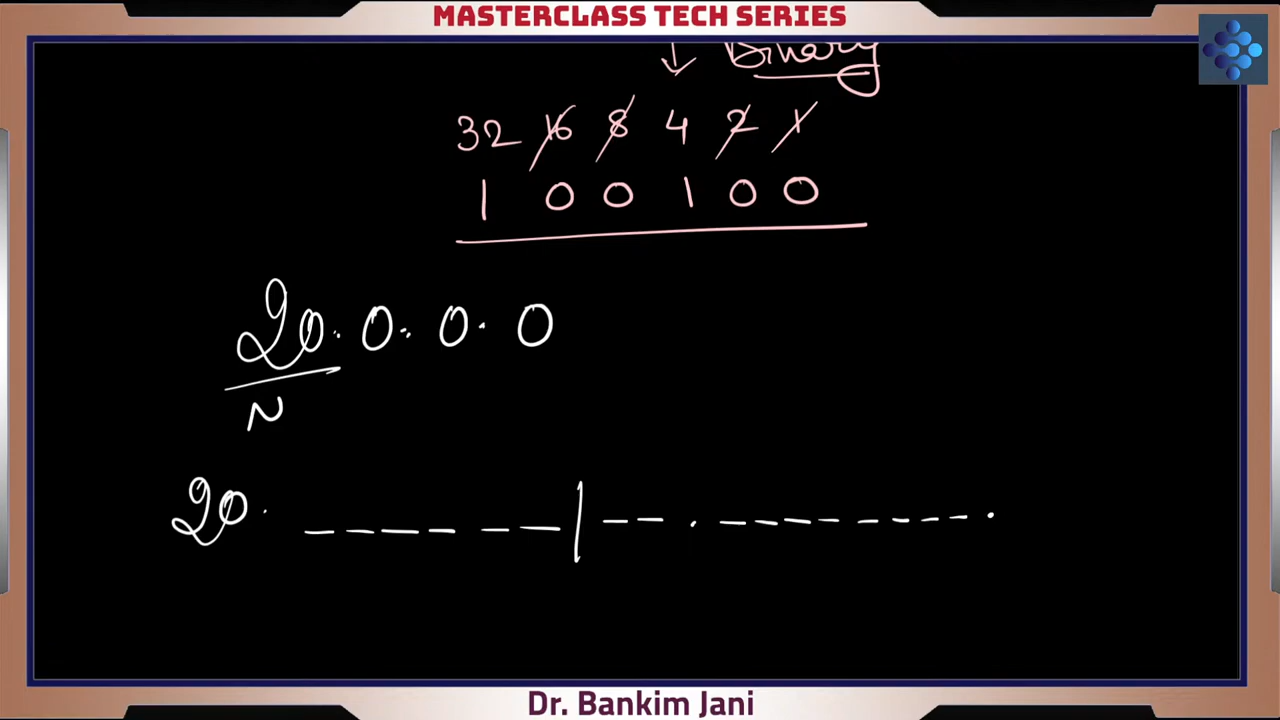 MASTERCLASS TECH SERIES
↓ Binary
32 16 8 4 2 1
1 0 0 1 0 0
20. 0. 0. 0
N
20. _ _ _ _ _ _ | _ _ . _ _ _ _ _ _ _ _ .
Dr. Bankim Jani